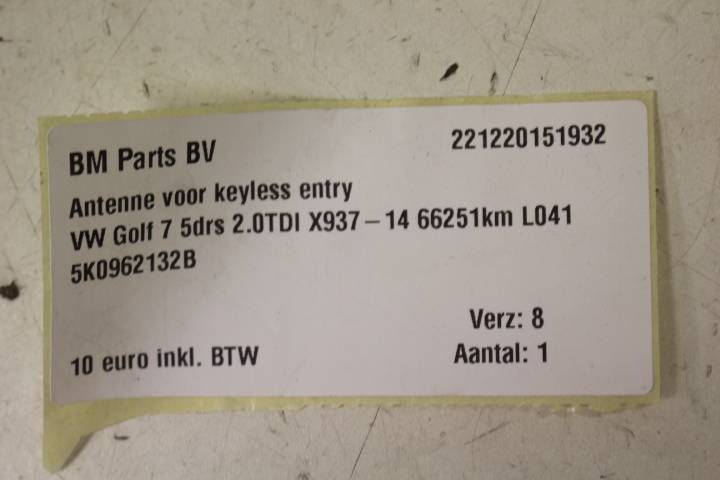 BM Parts BV 221220151932
Antenne voor keyless entry
VW Golf 7 5drs 2.0TDI X937-14 66251km L041
5K0962132B
Verz: 8
10 euro inkl. BTW Aantal: 1